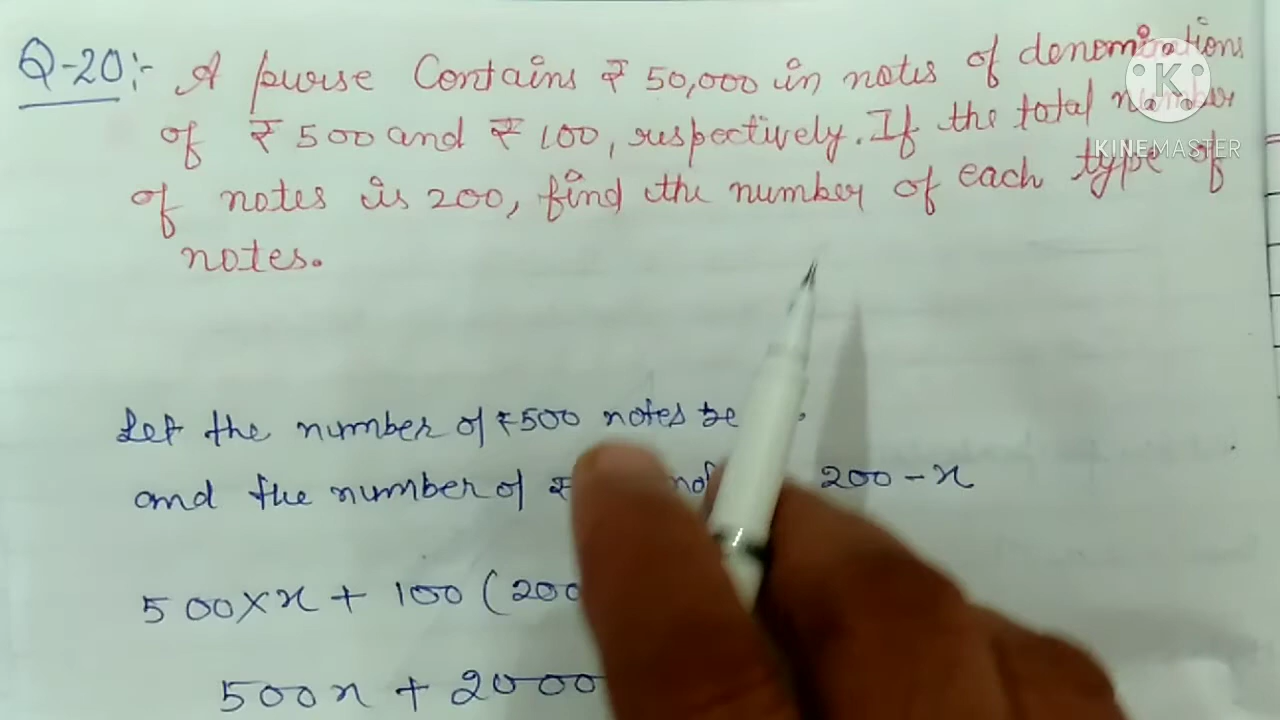 Q-20:- A purse Contains ₹ 50,000 in notes of denominations
of ₹ 500 and ₹ 100, respectively. If the total number
of notes is 200, find the number of each type of
notes.
K
KINEMASTER
Let the number of ₹500 notes be
and the number of ₹ 200-x
500×x + 100 (200
500x + 2000